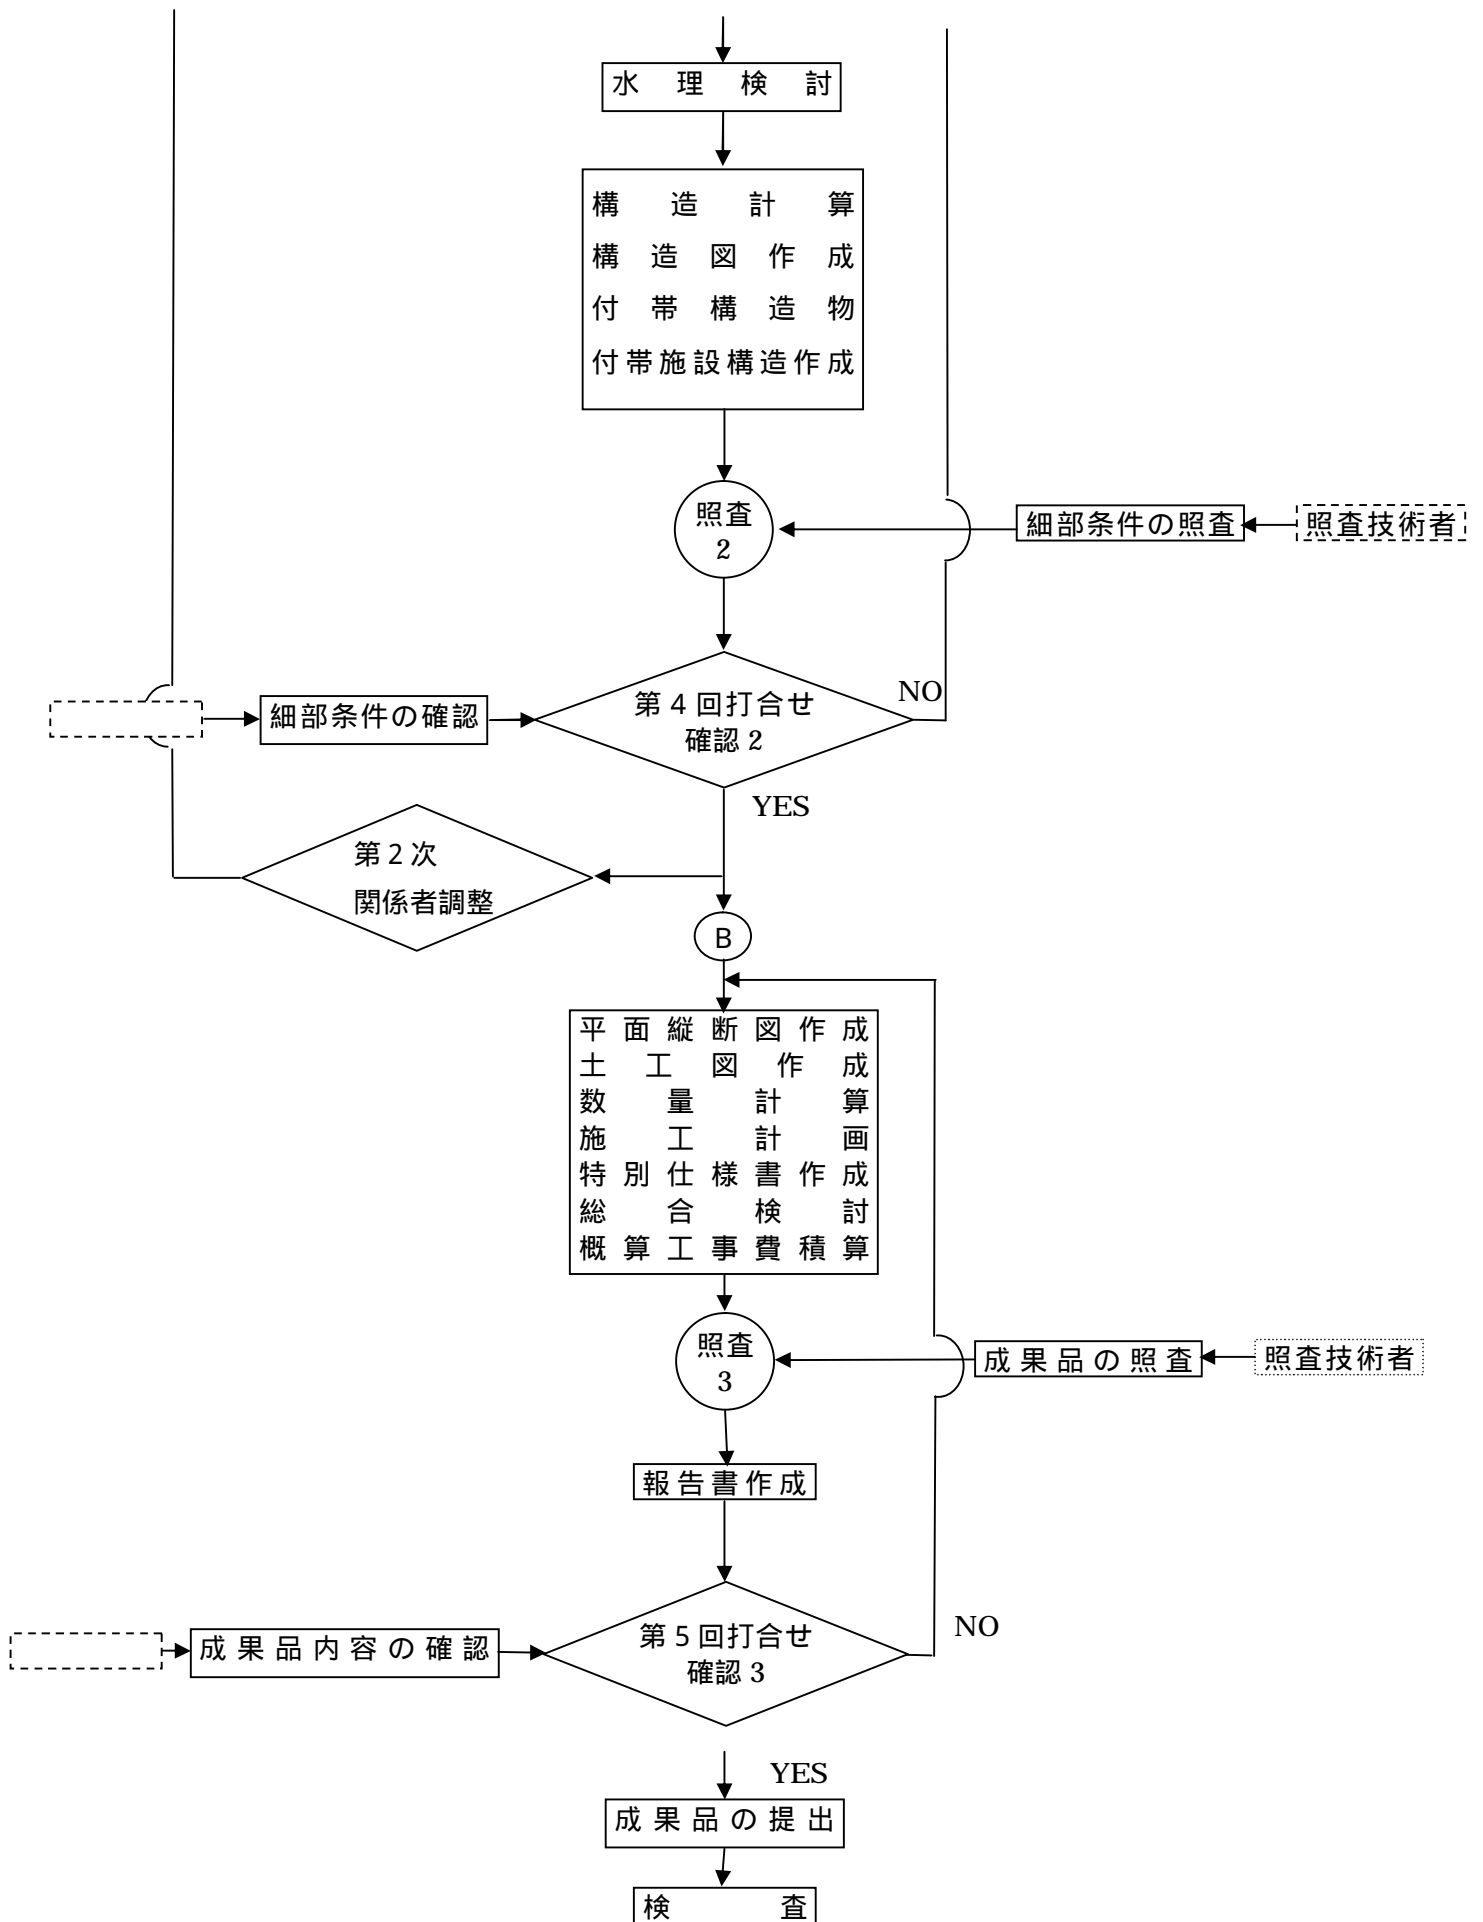 水理検討
構造計算
構造図作成
付帯構造物
付帯施設構造作成
照査
2
細部条件の照査
照査技術者
細部条件の確認
第4回打合せ
確認2
NO
YES
第2次
関係者調整
B
平面縦断図作成
土工図作成
数量計算
施工計画
特別仕様書作成
総合検討
概算工事費積算
照査
3
成果品の照査
照査技術者
報告書作成
成果品内容の確認
第5回打合せ
確認3
NO
YES
成果品の提出
検査